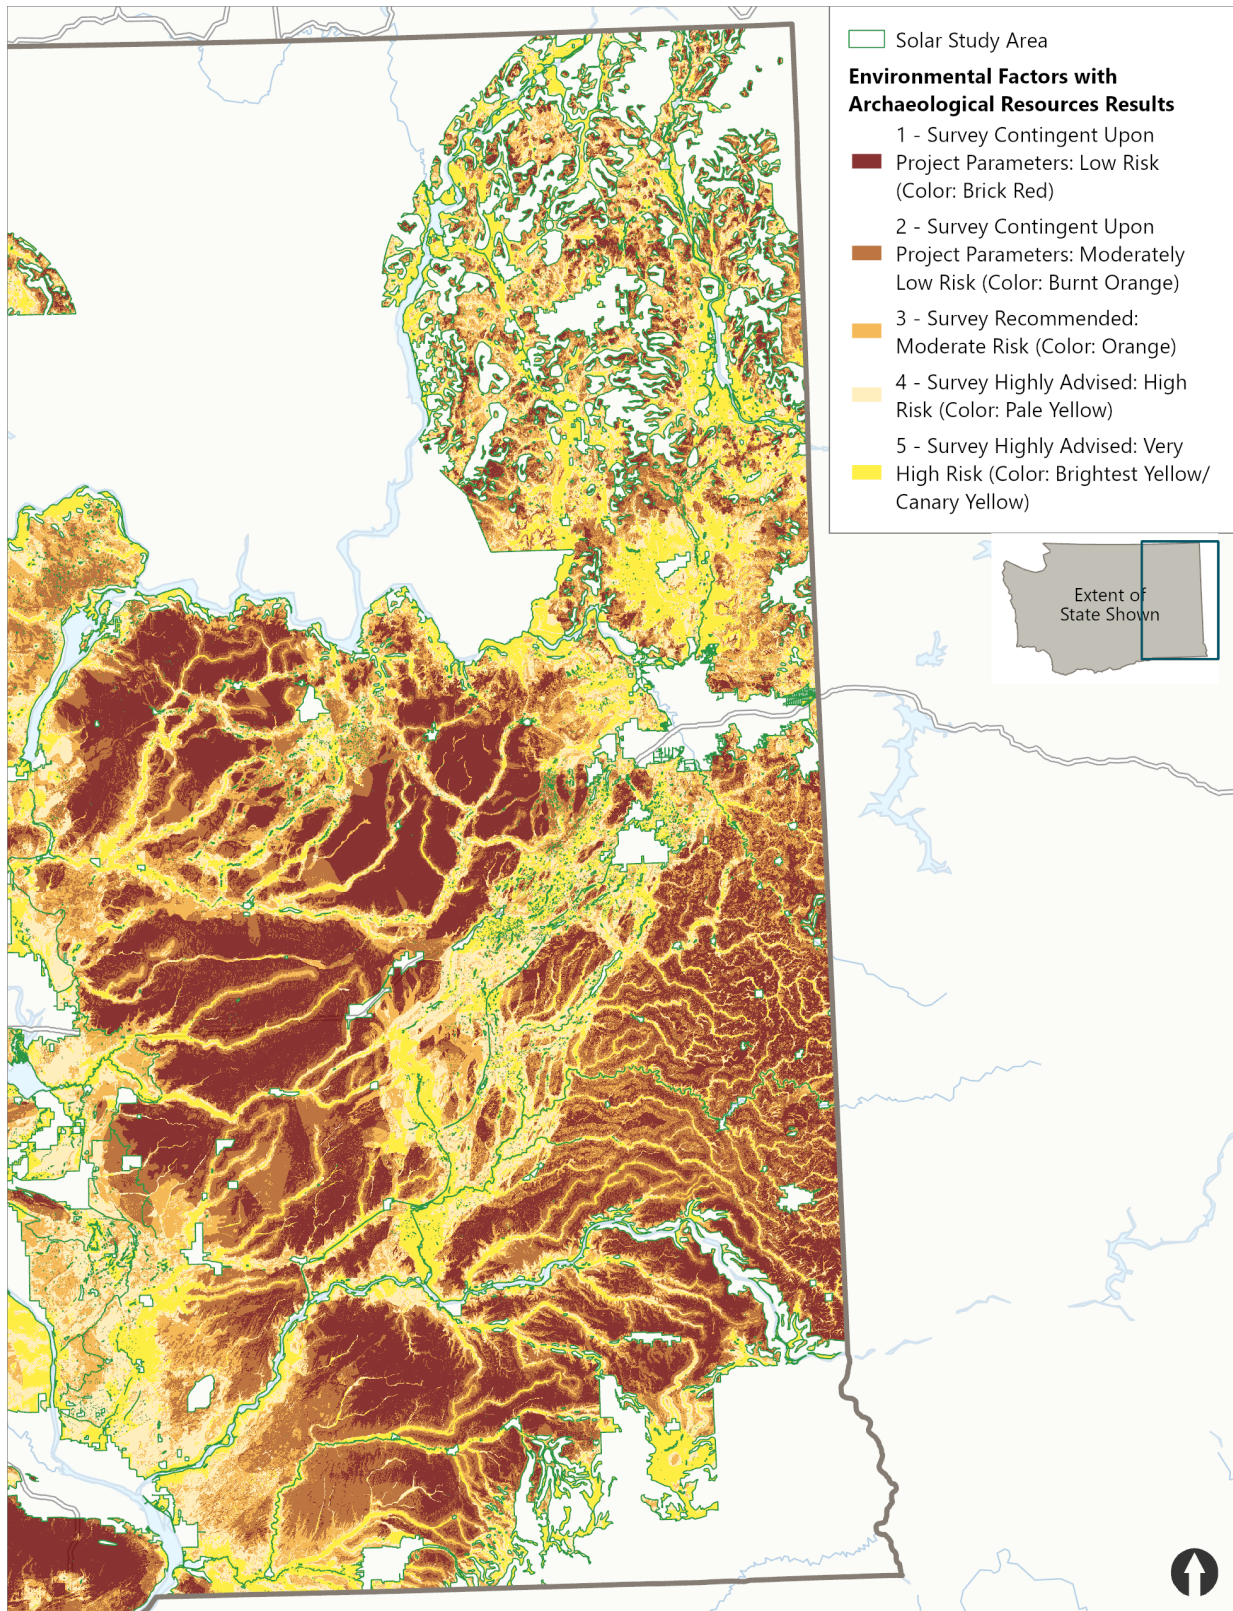 Solar Study Area
Environmental Factors with
Archaeological Resources Results
1 - Survey Contingent Upon
Project Parameters: Low Risk
(Color: Brick Red)
2 - Survey Contingent Upon
Project Parameters: Moderately
Low Risk (Color: Burnt Orange)
3 - Survey Recommended:
Moderate Risk (Color: Orange)
4 - Survey Highly Advised: High
Risk (Color: Pale Yellow)
5 - Survey Highly Advised: Very
High Risk (Color: Brightest Yellow/
Canary Yellow)
Extent of
State Shown